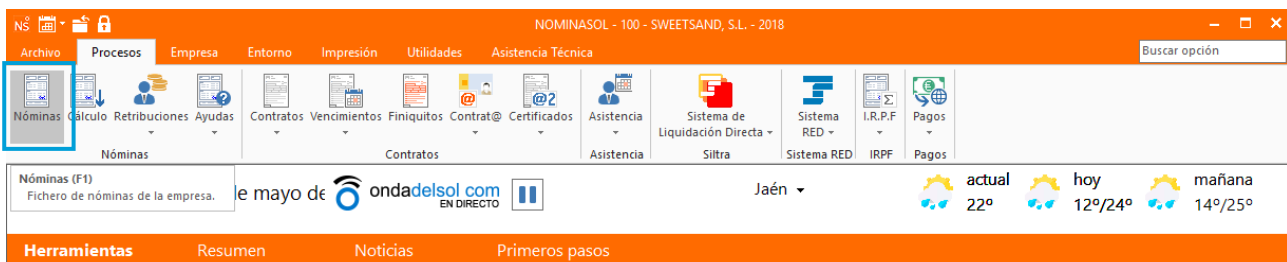 NS
NOMINASOL - 100 - SWEETSAND, S.L. - 2018
Archivo Procesos Empresa Entorno Impresión Utilidades Asistencia Técnica Buscar opción
Nóminas Cálculo Retribuciones Ayudas Contratos Vencimientos Finiquitos Contrat@ Certificados Asistencia Sistema de Liquidación Directa Sistema RED I.R.P.F Pagos
Nóminas Contratos Asistencia Siltra Sistema RED IRPF Pagos
Nóminas (F1)
Fichero de nóminas de la empresa.
e mayo de
ondadelsol com
EN DIRECTO
Jaén
actual hoy mañana
22º 12º/24º 14º/25º
Herramientas Resumen Noticias Primeros pasos